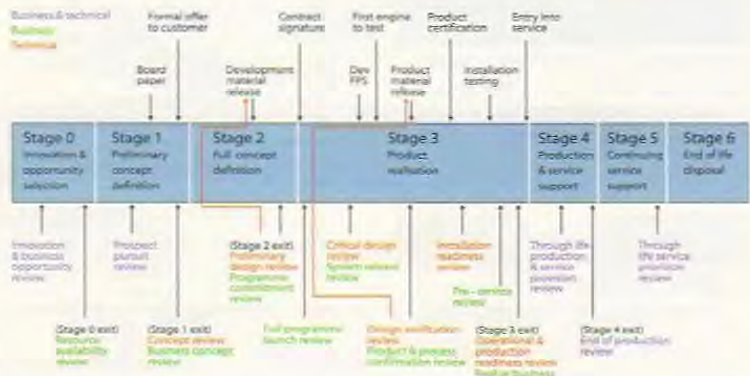 Business & technical
Business
Technical
Formal offer
to customer
Contract
signature
First engine
to test
Product
certification
Entry into
service
Board
paper
Development
material
release
Dev
FPS
Product
material
release
Installation
testing
Stage 0
Innovation &
opportunity
selection
Stage 1
Preliminary
concept
definition
Stage 2
Full concept
definition
Stage 3
Product
realisation
Stage 4
Production
& service
support
Stage 5
Continuing
service
support
Stage 6
End of life
disposal
Innovation
& business
opportunity
review
Prospect
pursuit
review
(Stage 2 exit)
Preliminary
design review
Programme
commitment
review
Critical design
review
System release
review
Installation
readiness
review
Pre - service
review
Through life
production
& service
provision
review
Through
life service
provision
review
(Stage 0 exit)
Resource
availability
review
(Stage 1 exit)
Concept review
Business concept
review
Full programme
launch review
Design verification
review
Product & process
confirmation review
(Stage 3 exit)
Operational &
production
readiness review
Realise business
(Stage 4 exit)
End of production
review